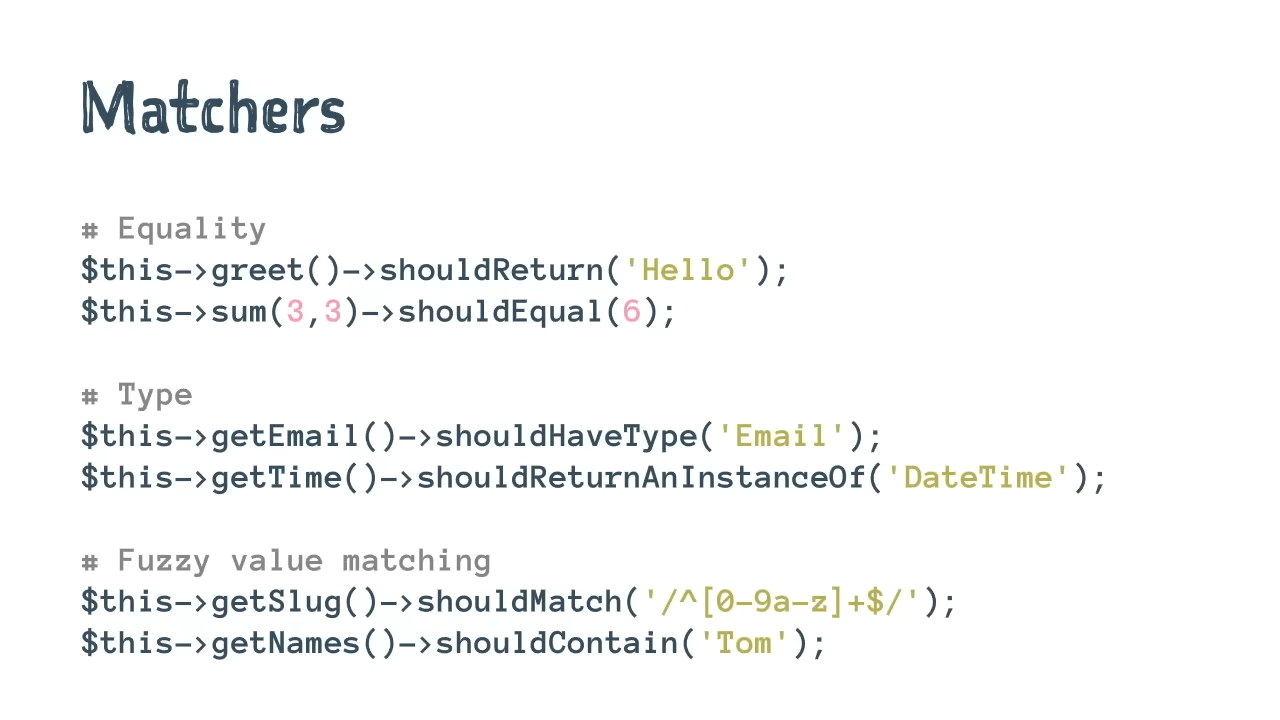 Matchers
# Equality
$this->greet()->shouldReturn('Hello');
$this->sum(3,3)->shouldEqual(6);
# Type
$this->getEmail()->shouldHaveType('Email');
$this->getTime()->shouldReturnAnInstanceOf('DateTime');
# Fuzzy value matching
$this->getSlug()->shouldMatch('/^[0-9a-z]+$/');
$this->getNames()->shouldContain('Tom');